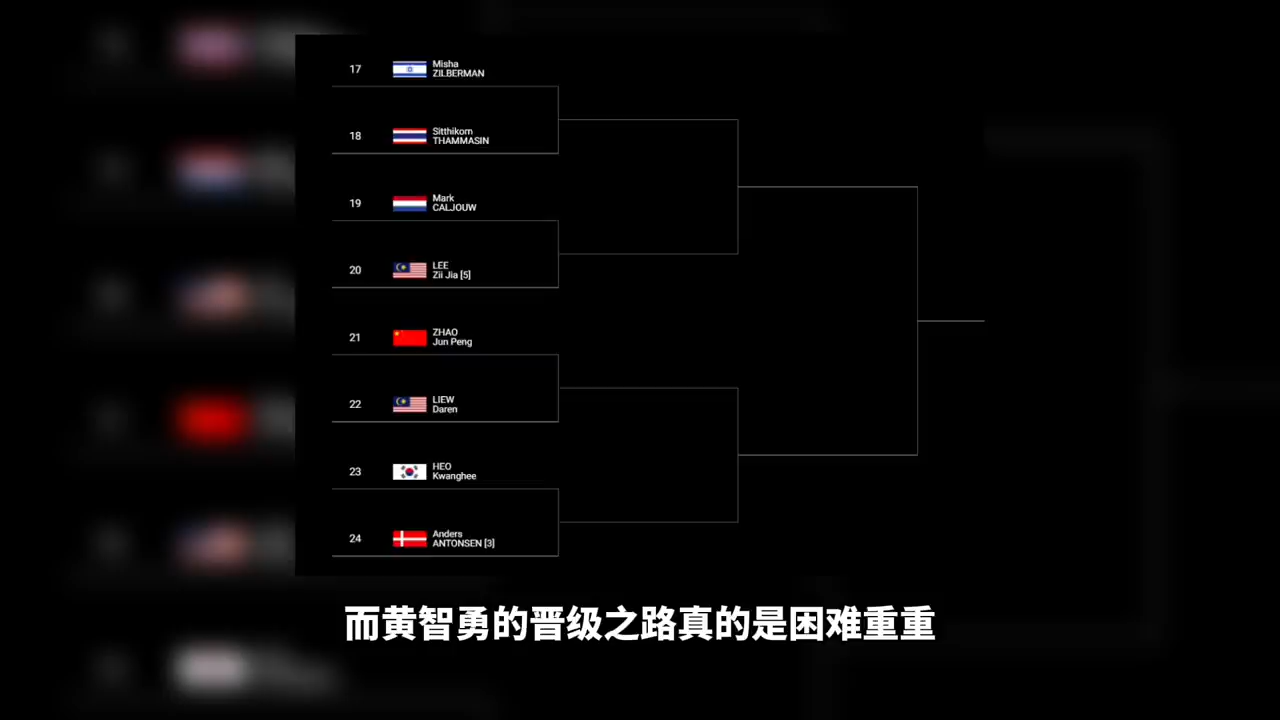 17
Misha
ZILBERMAN
18
Sitthikom
THAMMASIN
19
Mark
CALJOUW
20
LEE
Zii Jia [5]
21
ZHAO
Jun Peng
22
LIEW
Daren
23
HEO
Kwanghee
24
Anders
ANTONSEN [3]
而黄智勇的晋级之路真的是困难重重